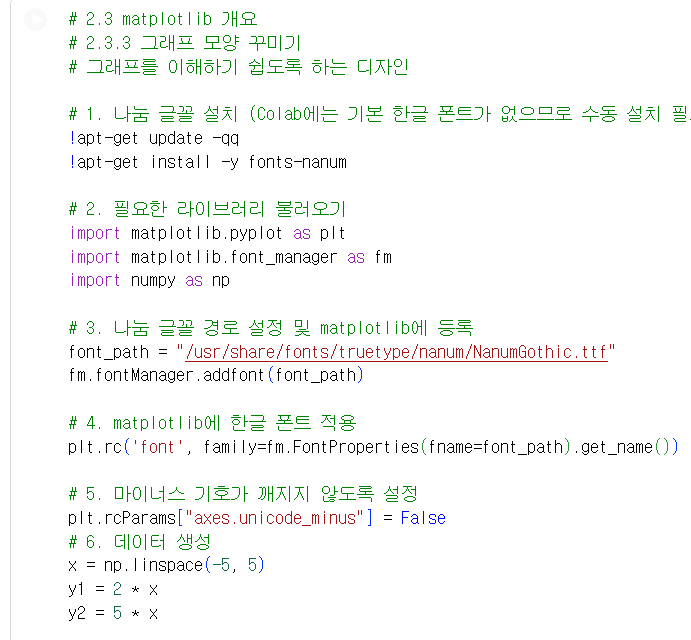 # 2.3 matplotlib 개요
# 2.3.3 그래프 모양 꾸미기
# 그래프를 이해하기 쉽도록 하는 디자인
# 1. 나눔 글꼴 설치 (Colab에는 기본 한글 폰트가 없으므로 수동 설치
!apt-get update -qq
!apt-get install -y fonts-nanum
# 2. 필요한 라이브러리 불러오기
import matplotlib.pyplot as plt
import matplotlib.font_manager as fm
import numpy as np
# 3. 나눔 글꼴 경로 설정 및 matplotlib에 등록
font_path = "/usr/share/fonts/truetype/nanum/NanumGothic.ttf"
fm.fontManager.addfont(font_path)
# 4. matplotlib에 한글 폰트 적용
plt.rc('font', family=fm.FontProperties(fname=font_path).get_name())
# 5. 마이너스 기호가 깨지지 않도록 설정
plt.rcParams["axes.unicode_minus"] = False
# 6. 데이터 생성
x = np.linspace(-5, 5)
y1 = 2 * x
y2 = 5 * x